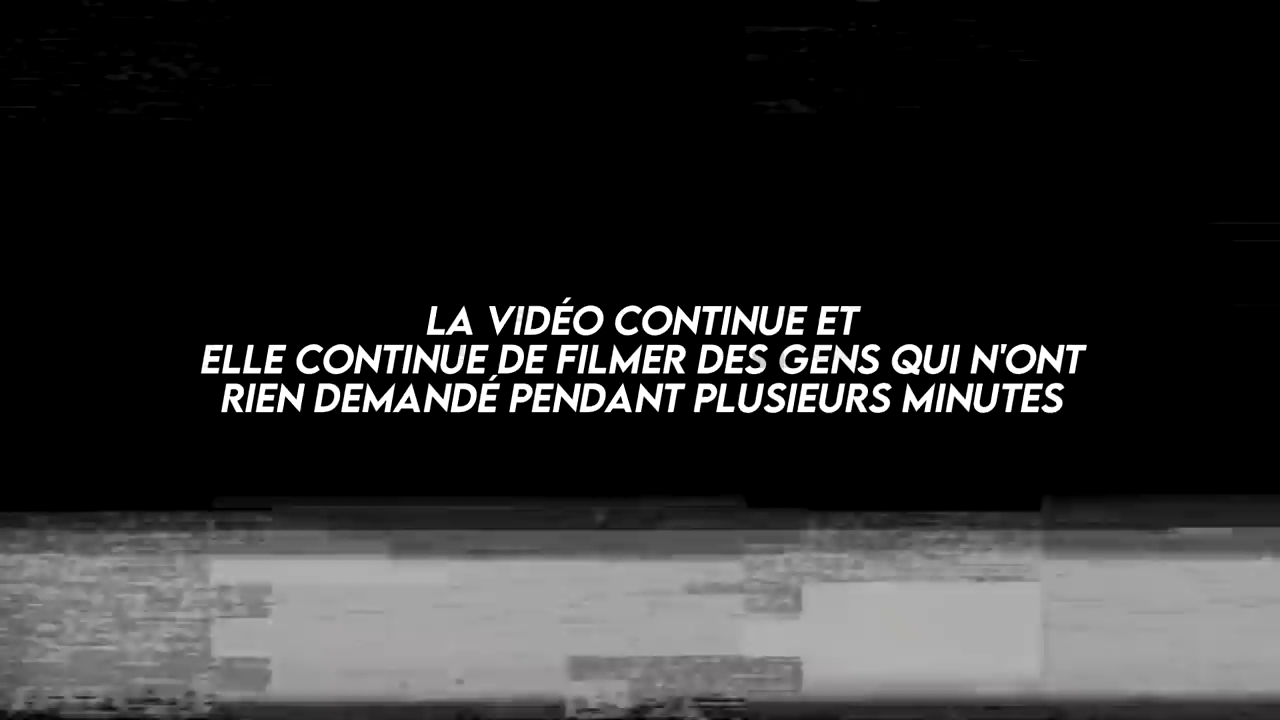 LA VIDÉO CONTINUE ET
ELLE CONTINUE DE FILMER DES GENS QUI N'ONT
RIEN DEMANDÉ PENDANT PLUSIEURS MINUTES